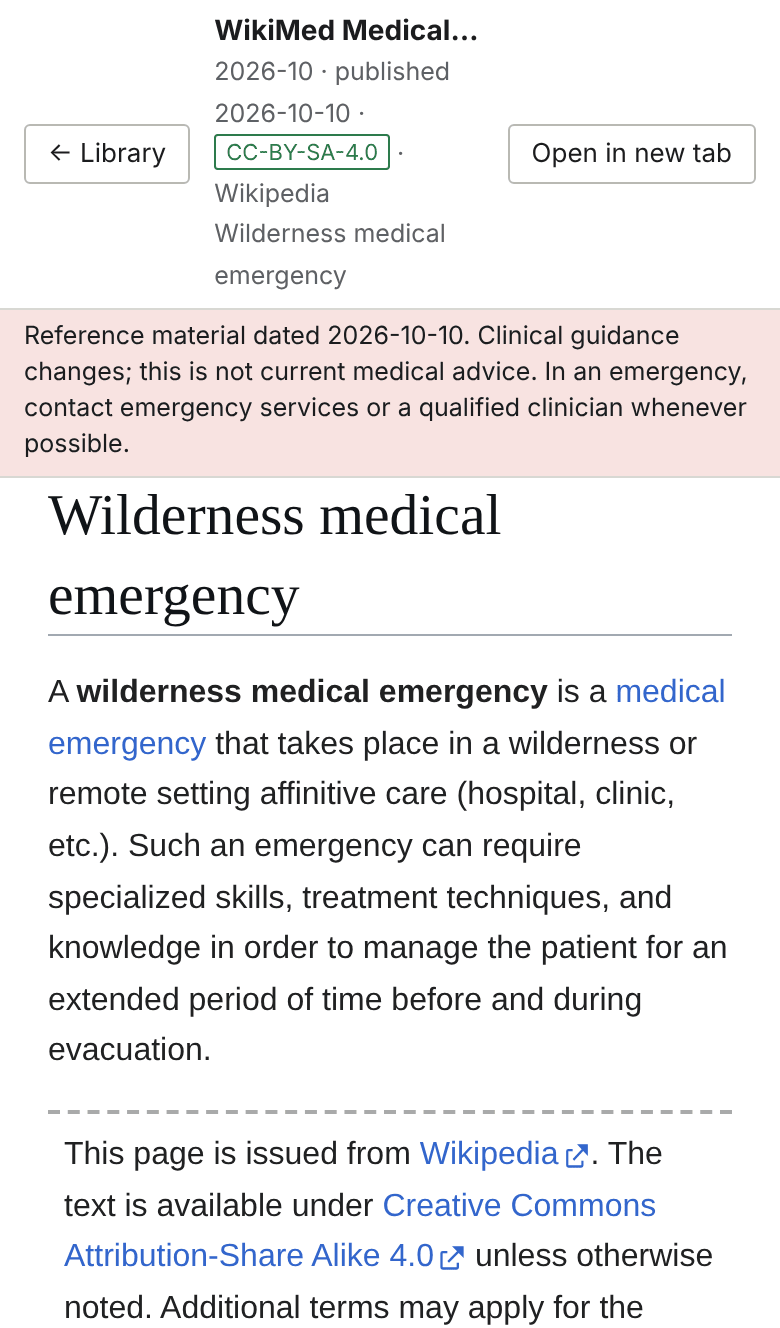 WikiMed Medical...
2026-10 · published
2026-10-10 ·
← Library
CC-BY-SA-4.0 ·
Open in new tab
Wikipedia
Wilderness medical
emergency
Reference material dated 2026-10-10. Clinical guidance
changes; this is not current medical advice. In an emergency,
contact emergency services or a qualified clinician whenever
possible.
Wilderness medical
emergency
A wilderness medical emergency is a medical
emergency that takes place in a wilderness or
remote setting affinitive care (hospital, clinic,
etc.). Such an emergency can require
specialized skills, treatment techniques, and
knowledge in order to manage the patient for an
extended period of time before and during
evacuation.
This page is issued from Wikipedia. The
text is available under Creative Commons
Attribution-Share Alike 4.0 unless otherwise
noted. Additional terms may apply for the